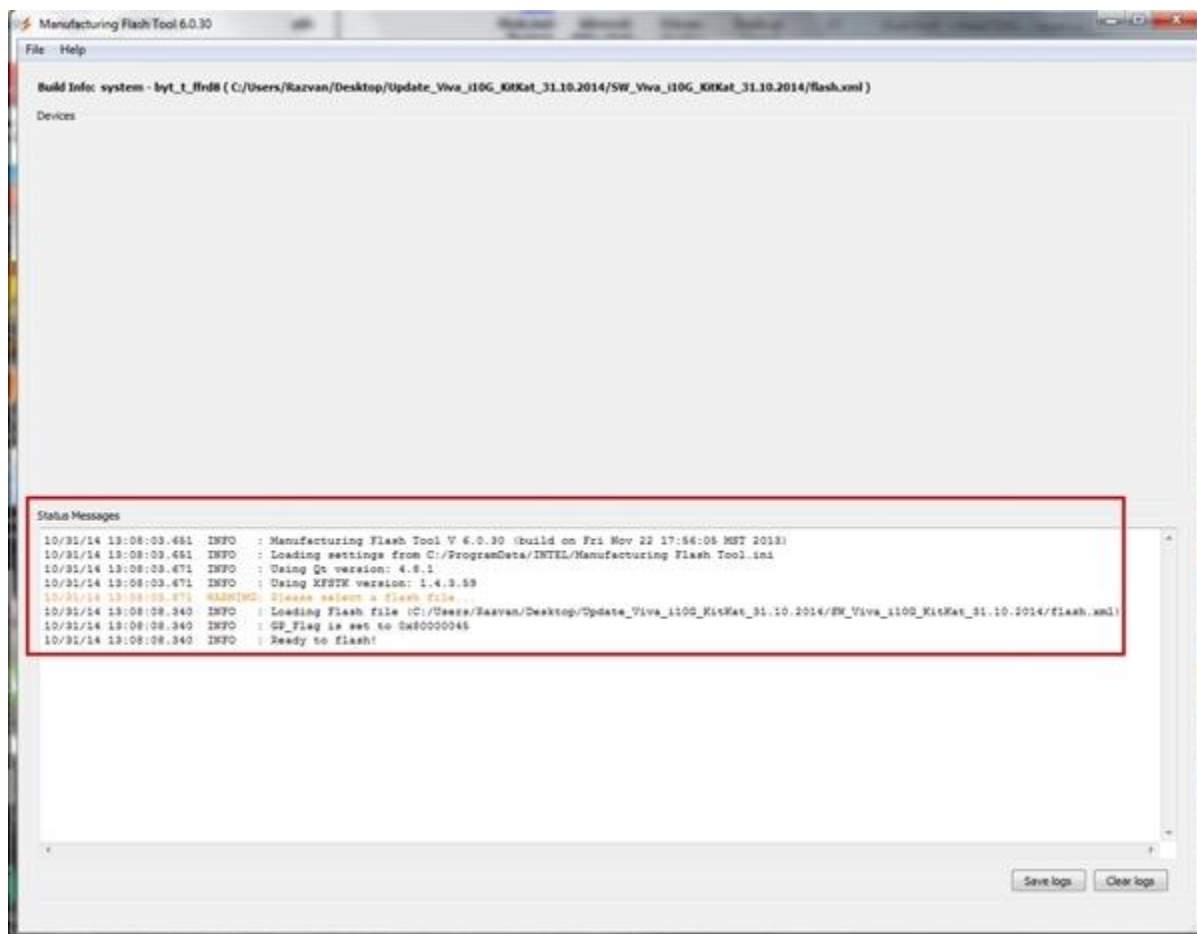 Manufacturing Flash Tool 6.0.30
File Help
Build Info: system - byt_t_ffrd8 ( C:/Users/Razvan/Desktop/Update_Viva_i10G_KitKat_31.10.2014/SW_Viva_i10G_KitKat_31.10.2014/flash.xml )
Devices
Status Messages
10/31/14 13:08:03.651 INFO : Manufacturing Flash Tool V 6.0.30 (build on Fri Nov 22 17:56:05 MST 2013)
10/31/14 13:08:03.651 INFO : Loading settings from C:/ProgramData/INTEL/Manufacturing Flash Tool.ini
10/31/14 13:08:03.671 INFO : Using Qt version: 4.8.1
10/31/14 13:08:03.671 INFO : Using XFSTK version: 1.4.3.59
10/31/14 13:08:03.671 WARNING: Please select a flash file...
10/31/14 13:08:08.340 INFO : Loading Flash file (C:/Users/Razvan/Desktop/Update_Viva_i10G_KitKat_31.10.2014/SW_Viva_i10G_KitKat_31.10.2014/flash.xml)
10/31/14 13:08:08.340 INFO : GP_Flag is set to 0x80000045
10/31/14 13:08:08.340 INFO : Ready to flash!
Save logs Clear logs